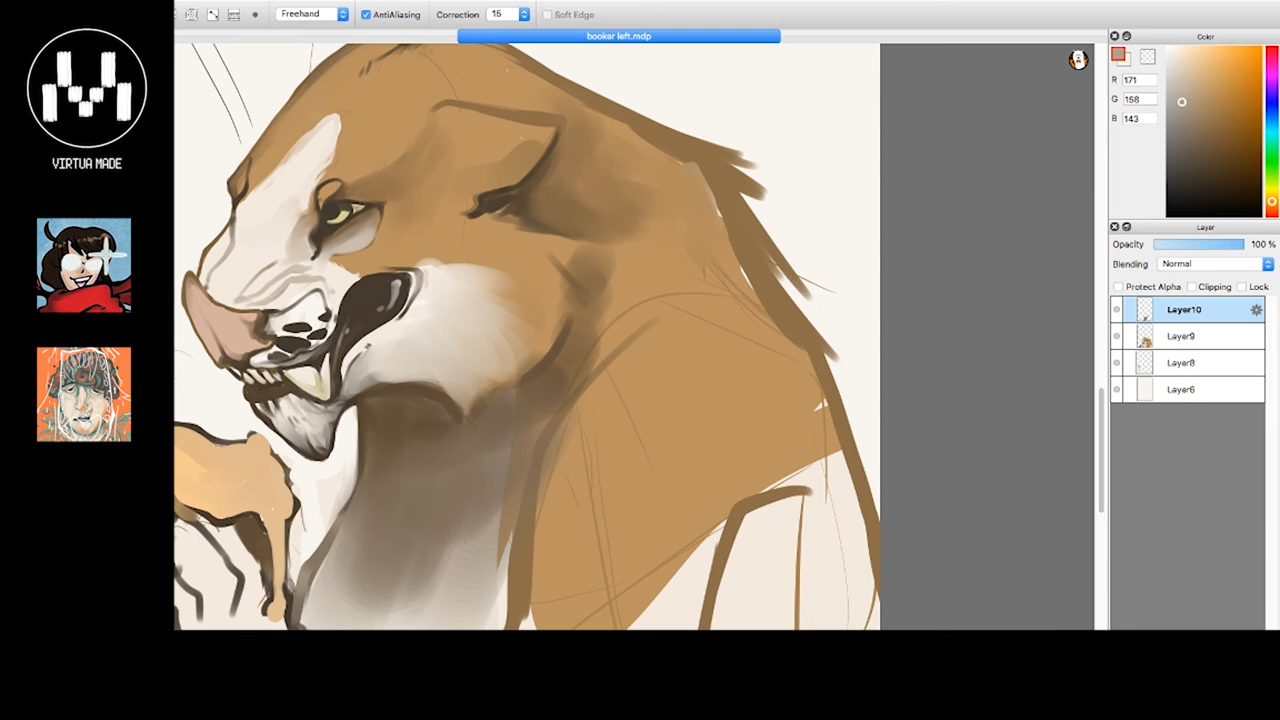 Freehand AntiAliasing Correction 15 Soft Edge
booker left.mdp
Color
R 171
G 158
B 143
VIRTUA MADE
Layer
Opacity 100 %
Blending Normal
Protect Alpha Clipping Lock
Layer10
Layer9
Layer8
Layer6